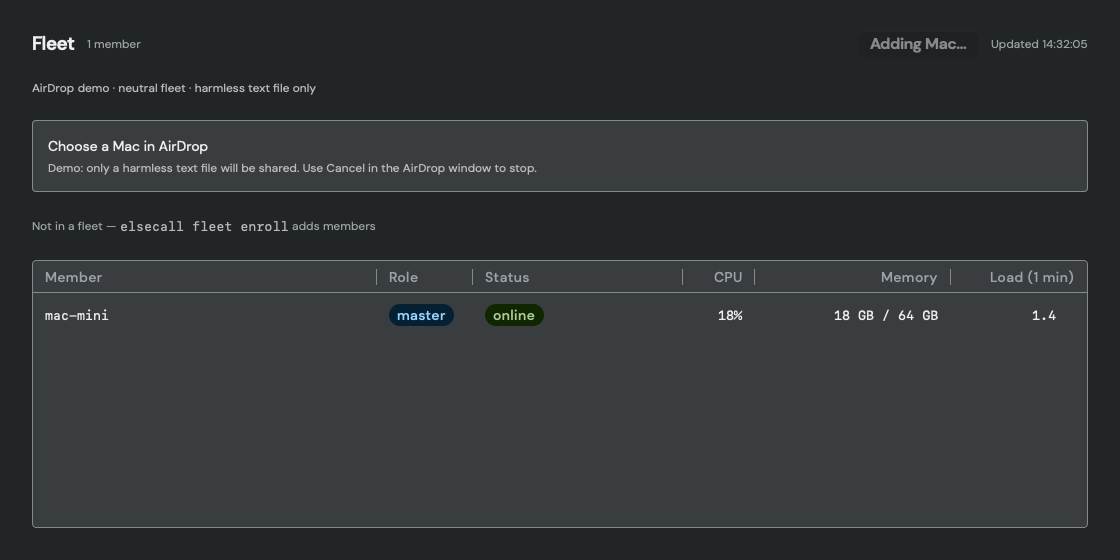 Fleet 1 member Adding Mac... Updated 14:32:05
AirDrop demo · neutral fleet · harmless text file only
Choose a Mac in AirDrop
Demo: only a harmless text file will be shared. Use Cancel in the AirDrop window to stop.
Not in a fleet — elsecall fleet enroll adds members
Member Role Status CPU Memory Load (1 min)
mac-mini master online 18% 18 GB / 64 GB 1.4